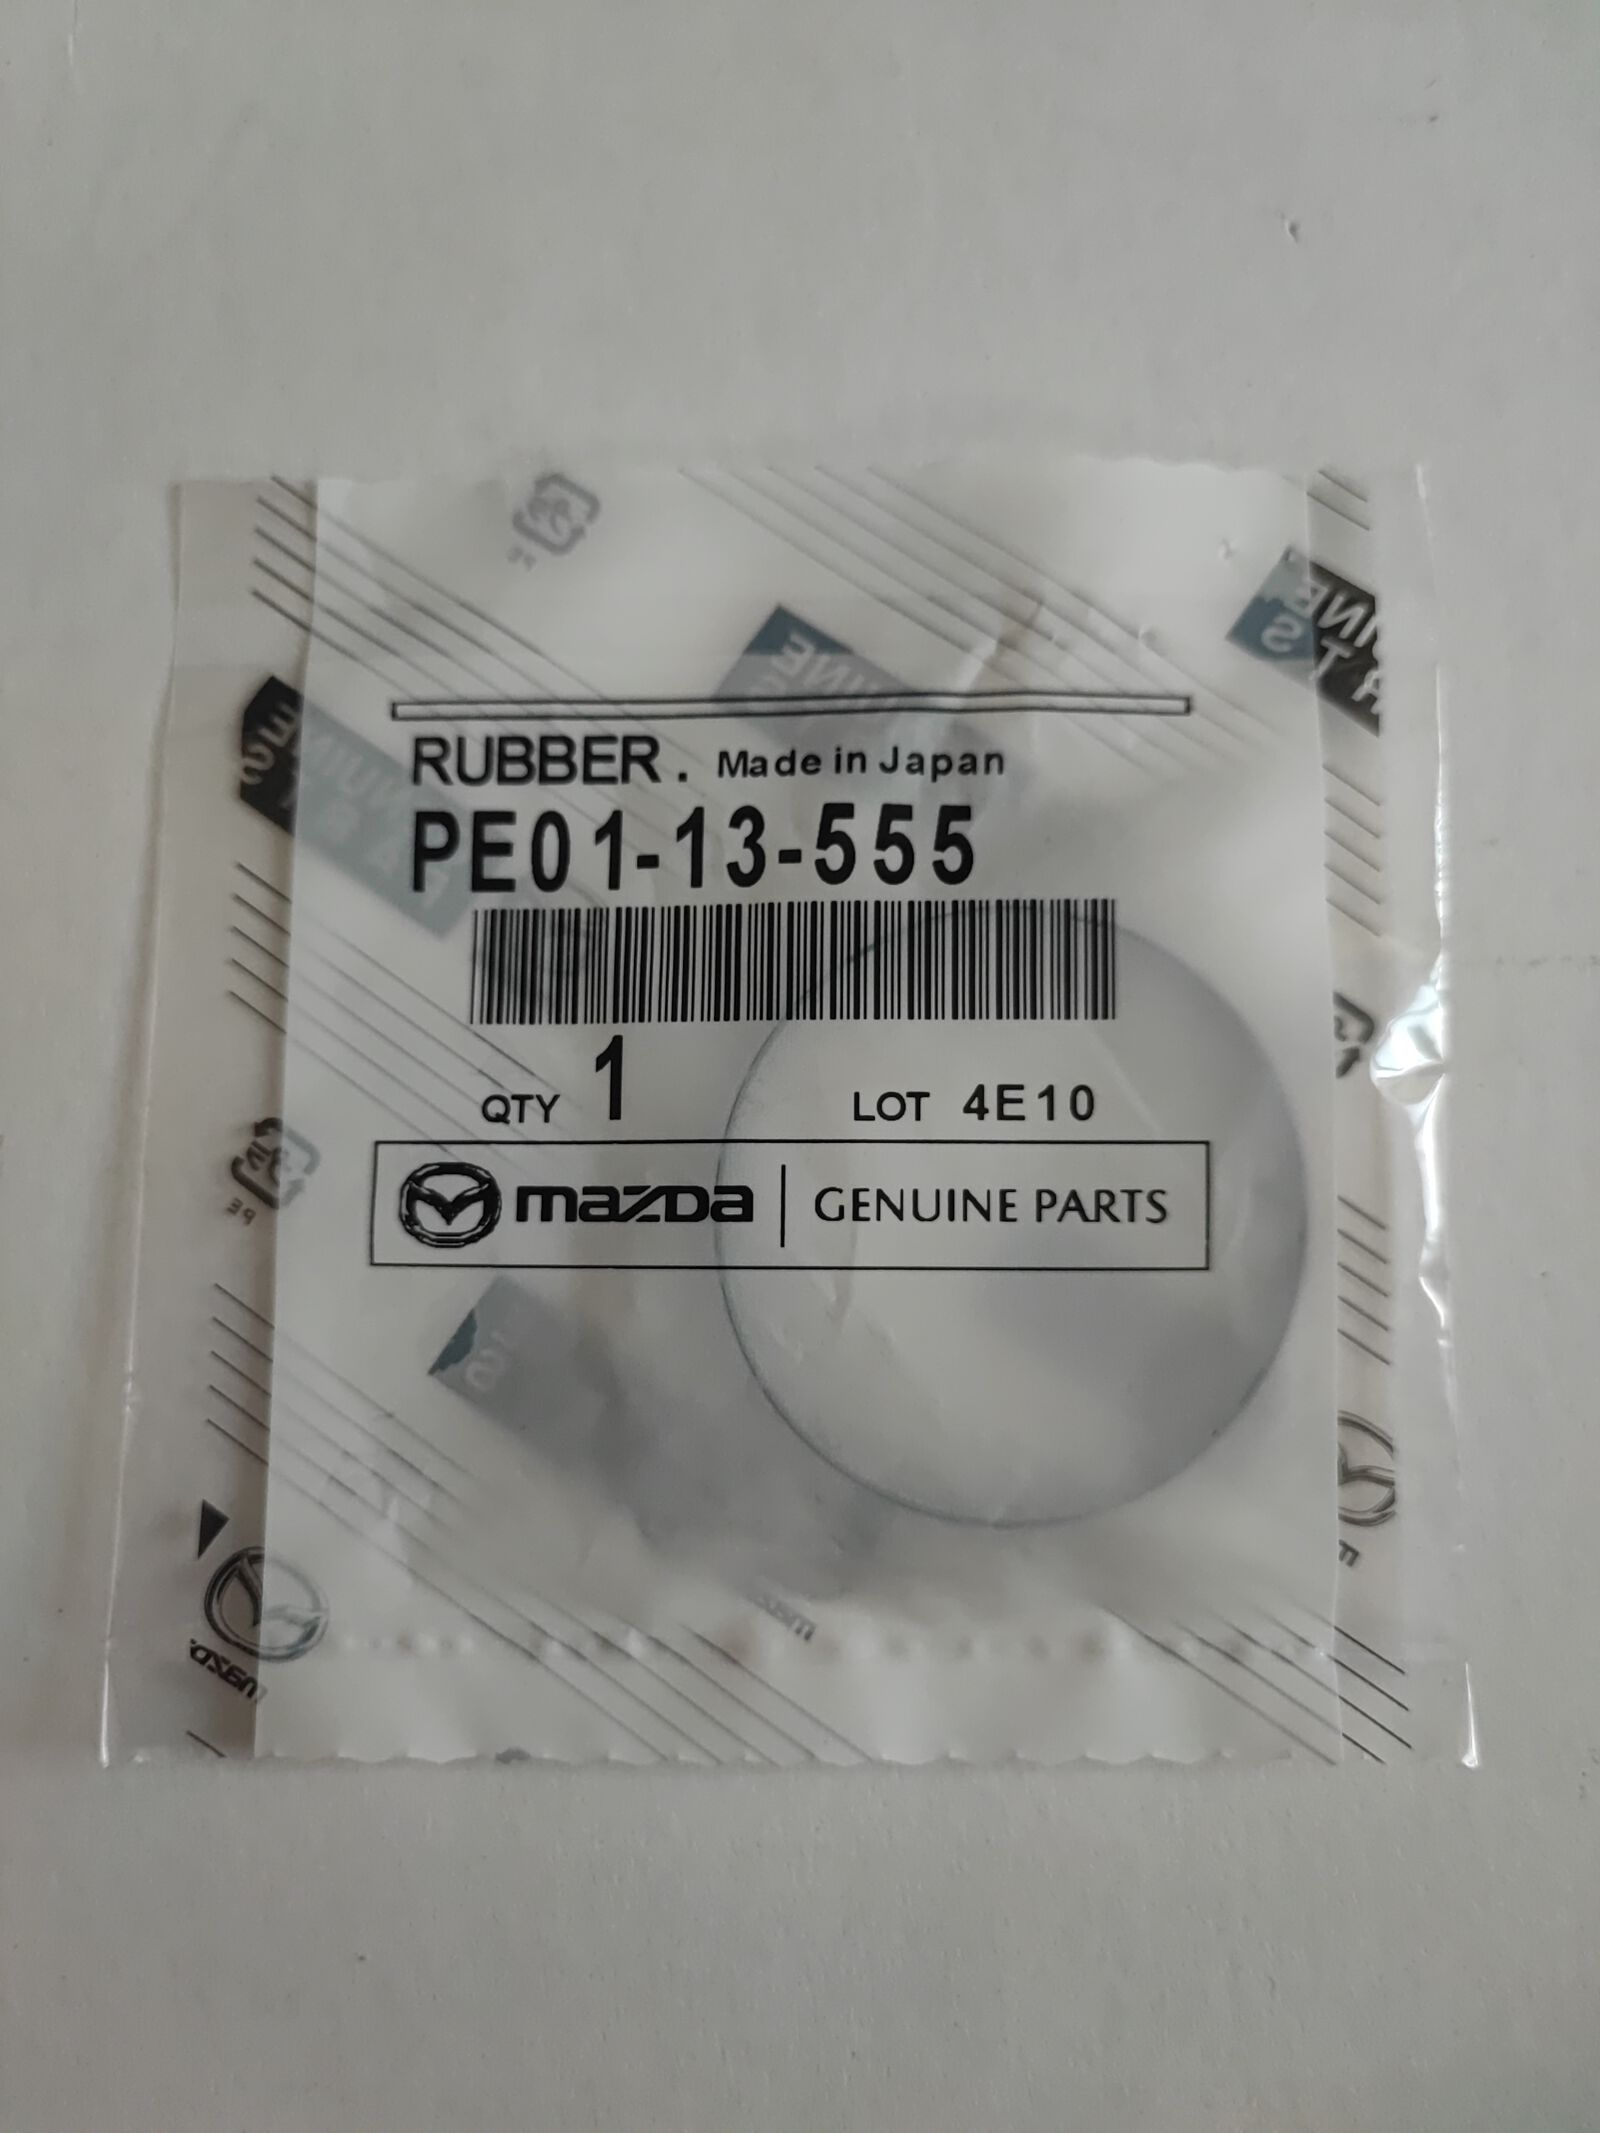 RUBBER. Made in Japan
PE01-13-555
QTY 1 LOT 4E10
mazda GENUINE PARTS